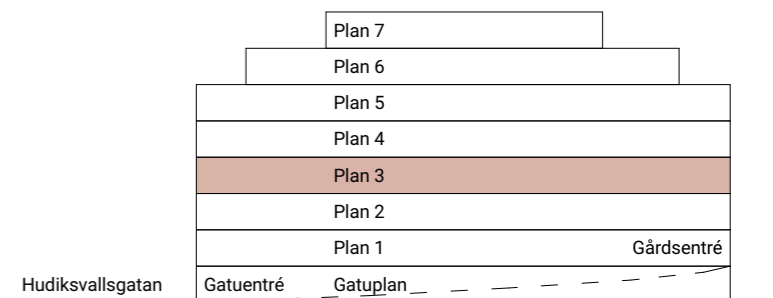 Plan 7
Plan 6
Plan 5
Plan 4
Plan 3
Plan 2
Plan 1 Gårdsentré
Hudiksvallsgatan Gatuentré Gatuplan